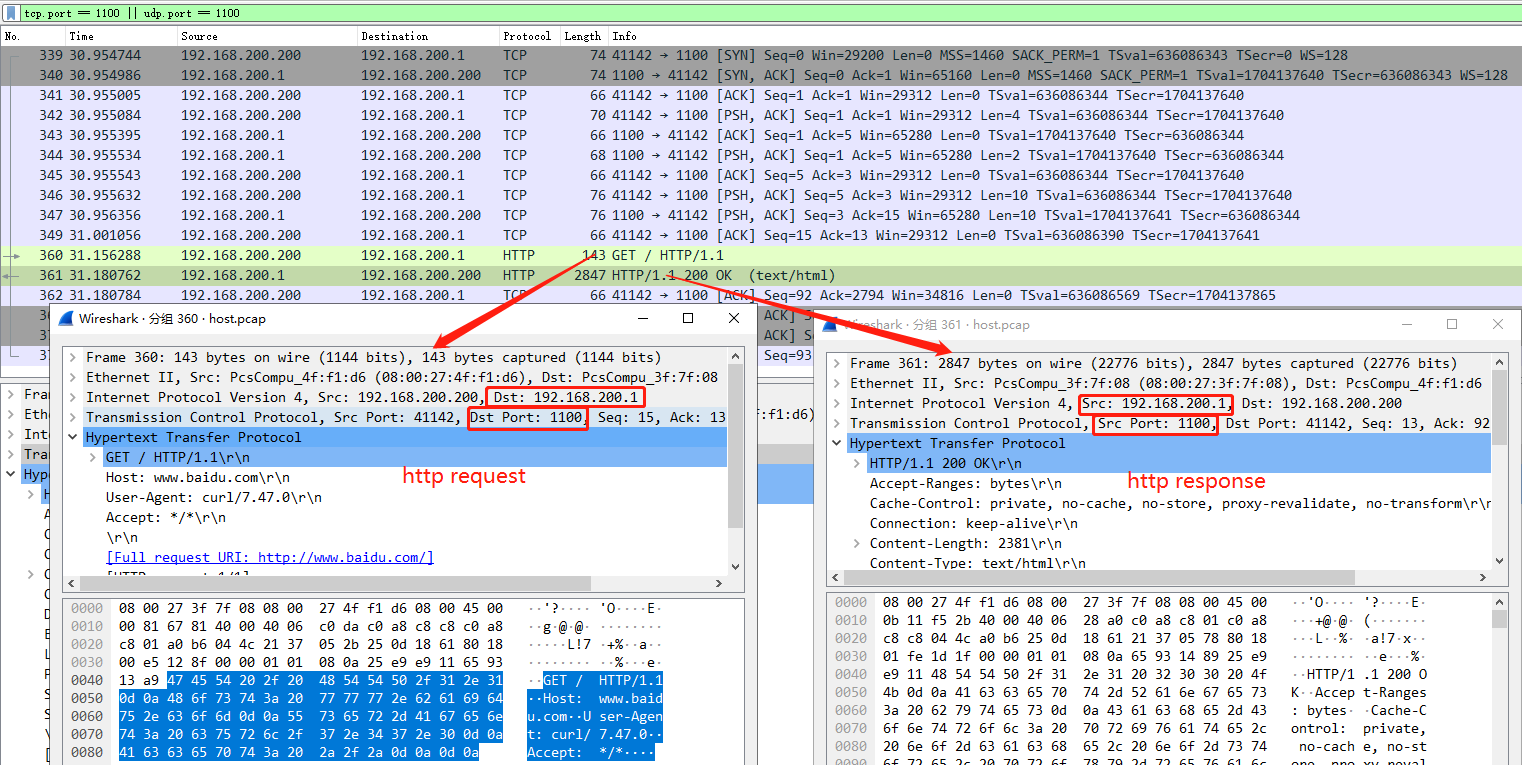 tcp.port == 1100 || udp.port == 1100
No. Time Source Destination Protocol Length Info
339 30.954744 192.168.200.200 192.168.200.1 TCP 74 41142 → 1100 [SYN] Seq=0 Win=29200 Len=0 MSS=1460 SACK_PERM=1 TSval=636086343 TSecr=0 WS=128
340 30.954986 192.168.200.1 192.168.200.200 TCP 74 1100 → 41142 [SYN, ACK] Seq=0 Ack=1 Win=65160 Len=0 MSS=1460 SACK_PERM=1 TSval=1704137640 TSecr=636086343 WS=128
341 30.955005 192.168.200.200 192.168.200.1 TCP 66 41142 → 1100 [ACK] Seq=1 Ack=1 Win=29312 Len=0 TSval=636086344 TSecr=1704137640
342 30.955084 192.168.200.200 192.168.200.1 TCP 70 41142 → 1100 [PSH, ACK] Seq=1 Ack=1 Win=29312 Len=4 TSval=636086344 TSecr=1704137640
343 30.955395 192.168.200.1 192.168.200.200 TCP 66 1100 → 41142 [ACK] Seq=1 Ack=5 Win=65280 Len=0 TSval=1704137640 TSecr=636086344
344 30.955534 192.168.200.1 192.168.200.200 TCP 68 1100 → 41142 [PSH, ACK] Seq=1 Ack=5 Win=65280 Len=2 TSval=1704137640 TSecr=636086344
345 30.955543 192.168.200.200 192.168.200.1 TCP 66 41142 → 1100 [ACK] Seq=5 Ack=3 Win=29312 Len=0 TSval=636086344 TSecr=1704137640
346 30.955632 192.168.200.200 192.168.200.1 TCP 76 41142 → 1100 [PSH, ACK] Seq=5 Ack=3 Win=29312 Len=10 TSval=636086344 TSecr=1704137640
347 30.956356 192.168.200.1 192.168.200.200 TCP 76 1100 → 41142 [PSH, ACK] Seq=3 Ack=15 Win=65280 Len=10 TSval=1704137641 TSecr=636086344
349 31.001056 192.168.200.200 192.168.200.1 TCP 66 41142 → 1100 [ACK] Seq=15 Ack=13 Win=29312 Len=0 TSval=636086390 TSecr=1704137641
360 31.156288 192.168.200.200 192.168.200.1 HTTP 143 GET / HTTP/1.1
361 31.180762 192.168.200.1 192.168.200.200 HTTP 2847 HTTP/1.1 200 OK (text/html)
362 31.180784 192.168.200.200 192.168.200.1 TCP 66 41142 → 1100 [ACK] Seq=92 Ack=2794 Win=34816 Len=0 TSval=636086569 TSecr=1704137865
Wireshark · 分组 360 · host.pcap
Frame 360: 143 bytes on wire (1144 bits), 143 bytes captured (1144 bits)
Ethernet II, Src: PcsCompu_4f:f1:d6 (08:00:27:4f:f1:d6), Dst: PcsCompu_3f:7f:08
Internet Protocol Version 4, Src: 192.168.200.200, Dst: 192.168.200.1
Transmission Control Protocol, Src Port: 41142, Dst Port: 1100, Seq: 15, Ack: 13
Hypertext Transfer Protocol
GET / HTTP/1.1\r\n
Host: www.baidu.com\r\n
User-Agent: curl/7.47.0\r\n
Accept: */*\r\n
\r\n
[Full request URI: http://www.baidu.com/]
http request
0000 08 00 27 3f 7f 08 08 00 27 4f f1 d6 08 00 45 00 ··'?···· 'O····E·
0010 00 81 67 81 40 00 40 06 c0 da c0 a8 c8 c8 c0 a8 ··g·@·@· ········
0020 c8 01 a0 b6 04 4c 21 37 05 2b 25 0d 18 61 80 18 ·····L!7 ·+%··a··
0030 00 e5 12 8f 00 00 01 01 08 0a 25 e9 e9 11 65 93 ········ ··%···e·
0040 13 a9 47 45 54 20 2f 20 48 54 54 50 2f 31 2e 31 ··GET / HTTP/1.1
0050 0d 0a 48 6f 73 74 3a 20 77 77 77 2e 62 61 69 64 ··Host: www.baid
0060 75 2e 63 6f 6d 0d 0a 55 73 65 72 2d 41 67 65 6e u.com··U ser-Agen
0070 74 3a 20 63 75 72 6c 2f 37 2e 34 37 2e 30 0d 0a t: curl/ 7.47.0··
0080 41 63 63 65 70 74 3a 20 2a 2f 2a 0d 0a 0d 0a Accept: */*····
Wireshark · 分组 361 · host.pcap
Frame 361: 2847 bytes on wire (22776 bits), 2847 bytes captured (22776 bits)
Ethernet II, Src: PcsCompu_3f:7f:08 (08:00:27:3f:7f:08), Dst: PcsCompu_4f:f1:d6
Internet Protocol Version 4, Src: 192.168.200.1, Dst: 192.168.200.200
Transmission Control Protocol, Src Port: 1100, Dst Port: 41142, Seq: 13, Ack: 92
Hypertext Transfer Protocol
HTTP/1.1 200 OK\r\n
Accept-Ranges: bytes\r\n
Cache-Control: private, no-cache, no-store, proxy-revalidate, no-transform\r\n
Connection: keep-alive\r\n
Content-Length: 2381\r\n
Content-Type: text/html\r\n
http response
0000 08 00 27 4f f1 d6 08 00 27 3f 7f 08 08 00 45 00 ··'O···· '?····E·
0010 0b 11 f5 2b 40 00 40 06 28 a0 c0 a8 c8 01 c0 a8 ···+@·@· (·······
0020 c8 c8 04 4c a0 b6 25 0d 18 61 21 37 05 78 80 18 ···L··%· ·a!7·x··
0030 01 fe 1d 1f 00 00 01 01 08 0a 65 93 14 89 25 e9 ········ ··e···%·
0040 e9 11 48 54 54 50 2f 31 2e 31 20 32 30 30 20 4f ··HTTP/1 .1 200 O
0050 4b 0d 0a 41 63 63 65 70 74 2d 52 61 6e 67 65 73 K··Accep t-Ranges
0060 3a 20 62 79 74 65 73 0d 0a 43 61 63 68 65 2d 43 : bytes· ·Cache-C
0070 6f 6e 74 72 6f 6c 3a 20 70 72 69 76 61 74 65 2c ontrol: private,
0080 20 6e 6f 2d 63 61 63 68 65 2c 20 6e 6f 2d 73 74 no-cach e, no-st